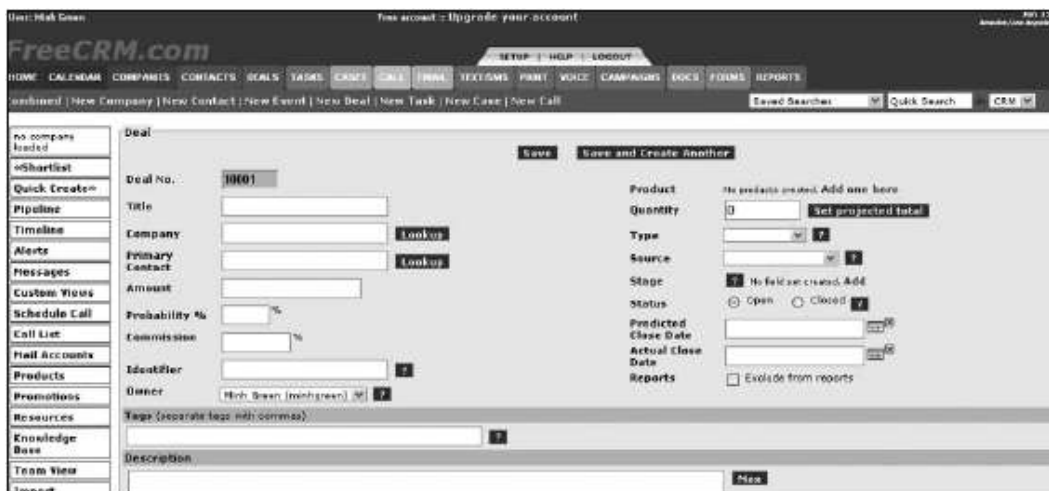 User: Minh Green
Free account :: Upgrade your account
FreeCRM.com
SETUP | HELP | LOGOUT
HOME CALENDAR COMPANIES CONTACTS DEALS TASKS CASES CALL EMAIL TEXT/SMS PRINT VOICE CAMPAIGNS DOCS FORMS REPORTS
ombined | New Company | New Contact | New Event | New Deal | New Task | New Case | New Call
Saved Searches Quick Search CRM
no company
loaded
«Shortlist
Quick Create»
Pipeline
Timeline
Alerts
Messages
Custom Views
Schedule Call
Call List
Mail Accounts
Products
Promotions
Resources
Knowledge
Base
Team View
Import
Deal
Save Save and Create Another
Deal No. 10001
Title
Company Lookup
Primary
Contact Lookup
Amount
Probability % %
Commission %
Identifier ?
Owner Minh Green (minhgreen) ?
Product No products created. Add one here
Quantity 0 Set projected total
Type ?
Source ?
Stage ? No field set created. Add
Status Open Closed ?
Predicted
Close Date
Actual Close
Date
Reports Exclude from reports
Tags (separate tags with commas)
?
Description
Max